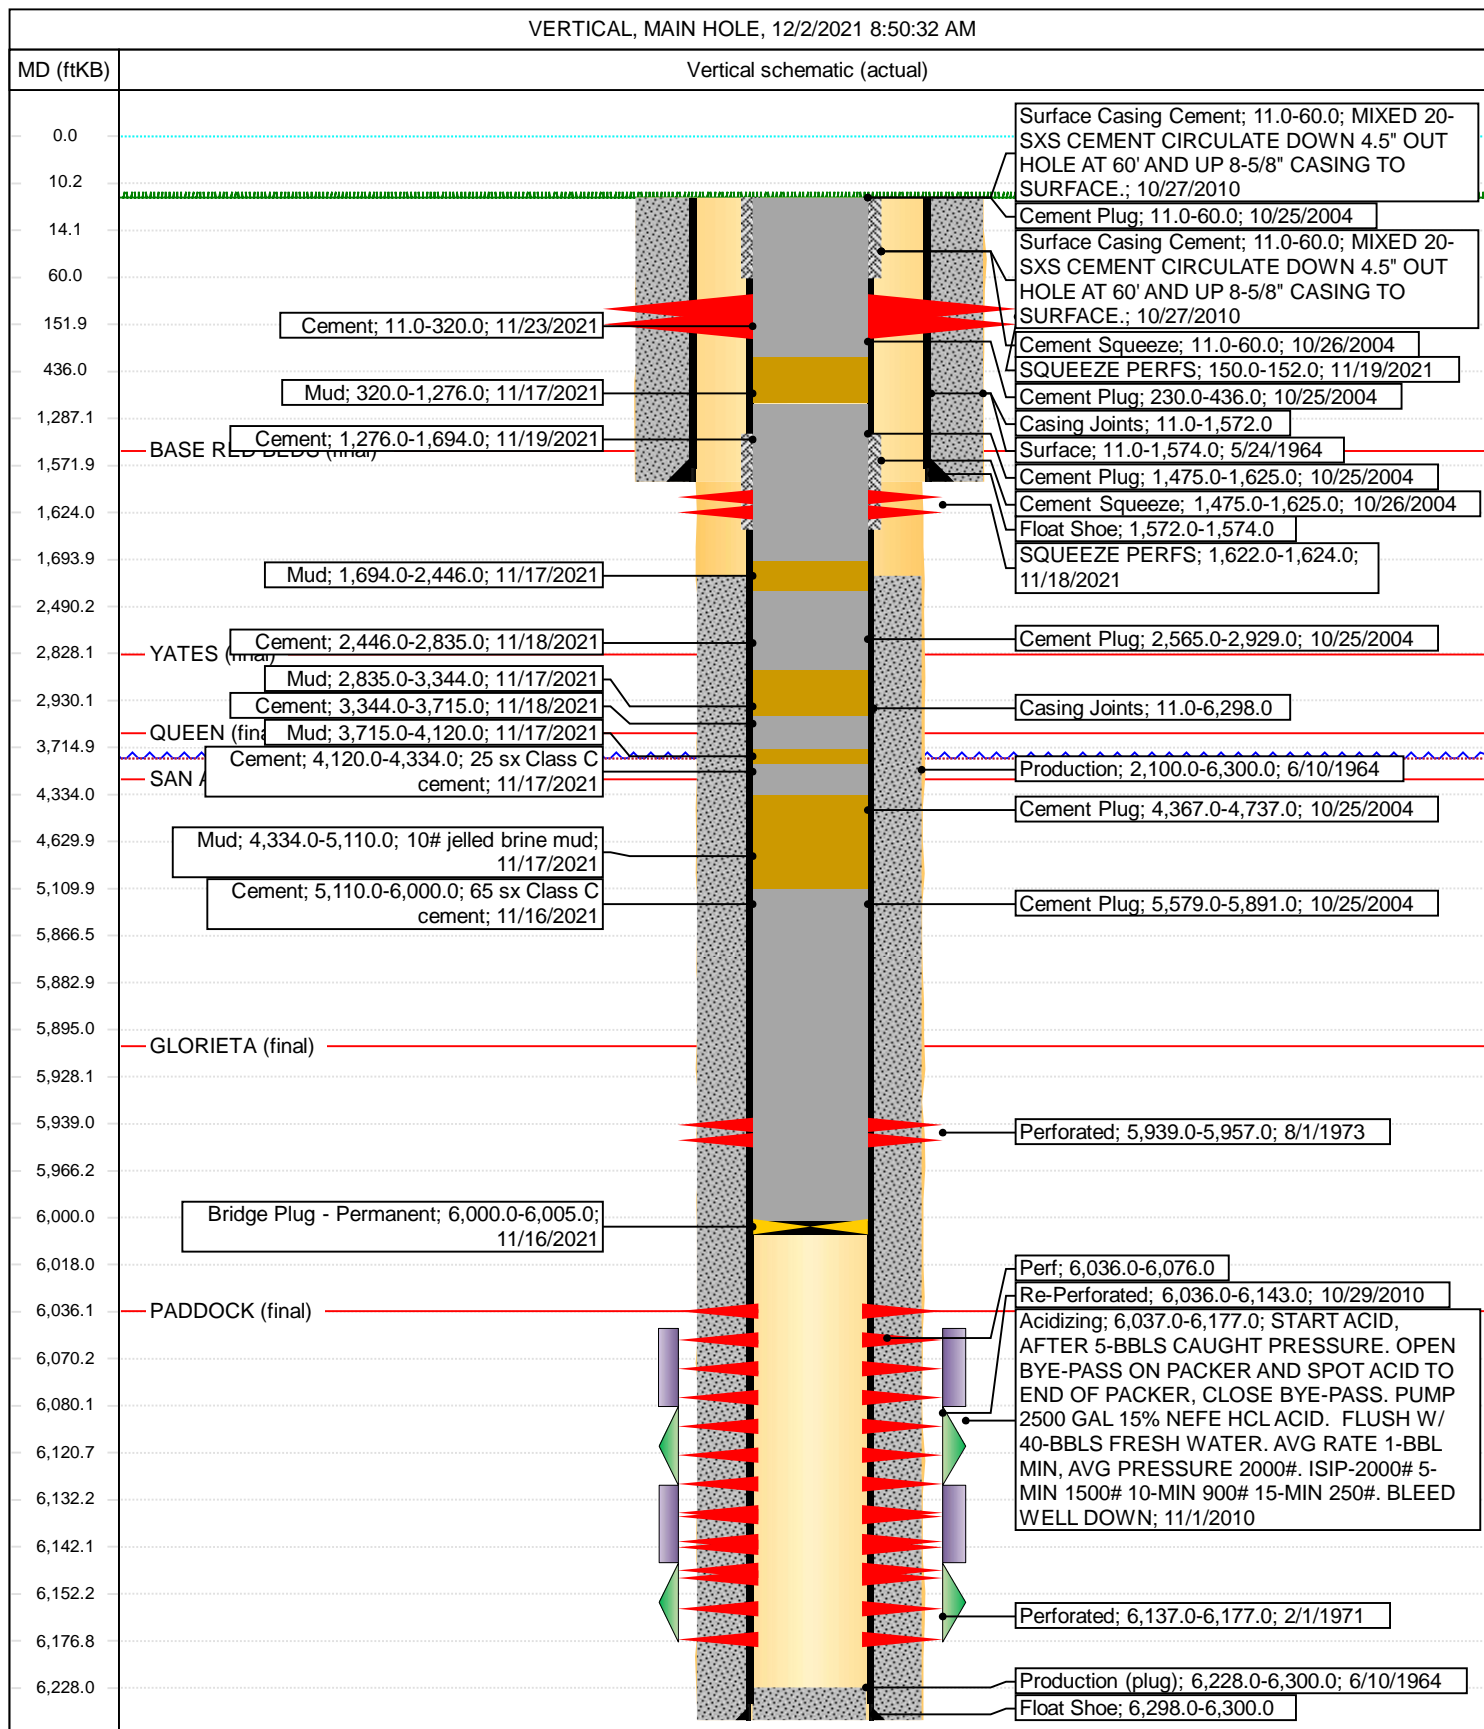 VERTICAL, MAIN HOLE, 12/2/2021 8:50:32 AM
MD (ftKB)
Vertical schematic (actual)
0.0
10.2
14.1
60.0
151.9
436.0
1,287.1
1,571.9
1,624.0
1,693.9
2,490.2
2,828.1
2,930.1
3,714.9
4,334.0
4,629.9
5,109.9
5,866.5
5,882.9
5,895.0
5,928.1
5,939.0
5,966.2
6,000.0
6,018.0
6,036.1
6,070.2
6,080.1
6,120.7
6,132.2
6,142.1
6,152.2
6,176.8
6,228.0
Cement; 11.0-320.0; 11/23/2021
Mud; 320.0-1,276.0; 11/17/2021
Cement; 1,276.0-1,694.0; 11/19/2021
BASE RED BEDS (final)
Mud; 1,694.0-2,446.0; 11/17/2021
Cement; 2,446.0-2,835.0; 11/18/2021
YATES (final)
Mud; 2,835.0-3,344.0; 11/17/2021
Cement; 3,344.0-3,715.0; 11/18/2021
QUEEN (fina
Mud; 3,715.0-4,120.0; 11/17/2021
Cement; 4,120.0-4,334.0; 25 sx Class C
cement; 11/17/2021
SAN A
Mud; 4,334.0-5,110.0; 10# jelled brine mud;
11/17/2021
Cement; 5,110.0-6,000.0; 65 sx Class C
cement; 11/16/2021
GLORIETA (final)
Bridge Plug - Permanent; 6,000.0-6,005.0;
11/16/2021
PADDOCK (final)
Surface Casing Cement; 11.0-60.0; MIXED 20-
SXS CEMENT CIRCULATE DOWN 4.5" OUT
HOLE AT 60' AND UP 8-5/8" CASING TO
SURFACE.; 10/27/2010
Cement Plug; 11.0-60.0; 10/25/2004
Surface Casing Cement; 11.0-60.0; MIXED 20-
SXS CEMENT CIRCULATE DOWN 4.5" OUT
HOLE AT 60' AND UP 8-5/8" CASING TO
SURFACE.; 10/27/2010
Cement Squeeze; 11.0-60.0; 10/26/2004
SQUEEZE PERFS; 150.0-152.0; 11/19/2021
Cement Plug; 230.0-436.0; 10/25/2004
Casing Joints; 11.0-1,572.0
Surface; 11.0-1,574.0; 5/24/1964
Cement Plug; 1,475.0-1,625.0; 10/25/2004
Cement Squeeze; 1,475.0-1,625.0; 10/26/2004
Float Shoe; 1,572.0-1,574.0
SQUEEZE PERFS; 1,622.0-1,624.0;
11/18/2021
Cement Plug; 2,565.0-2,929.0; 10/25/2004
Casing Joints; 11.0-6,298.0
Production; 2,100.0-6,300.0; 6/10/1964
Cement Plug; 4,367.0-4,737.0; 10/25/2004
Cement Plug; 5,579.0-5,891.0; 10/25/2004
Perforated; 5,939.0-5,957.0; 8/1/1973
Perf; 6,036.0-6,076.0
Re-Perforated; 6,036.0-6,143.0; 10/29/2010
Acidizing; 6,037.0-6,177.0; START ACID,
AFTER 5-BBLS CAUGHT PRESSURE. OPEN
BYE-PASS ON PACKER AND SPOT ACID TO
END OF PACKER, CLOSE BYE-PASS. PUMP
2500 GAL 15% NEFE HCL ACID. FLUSH W/
40-BBLS FRESH WATER. AVG RATE 1-BBL
MIN, AVG PRESSURE 2000#. ISIP-2000# 5-
MIN 1500# 10-MIN 900# 15-MIN 250#. BLEED
WELL DOWN; 11/1/2010
Perforated; 6,137.0-6,177.0; 2/1/1971
Production (plug); 6,228.0-6,300.0; 6/10/1964
Float Shoe; 6,298.0-6,300.0